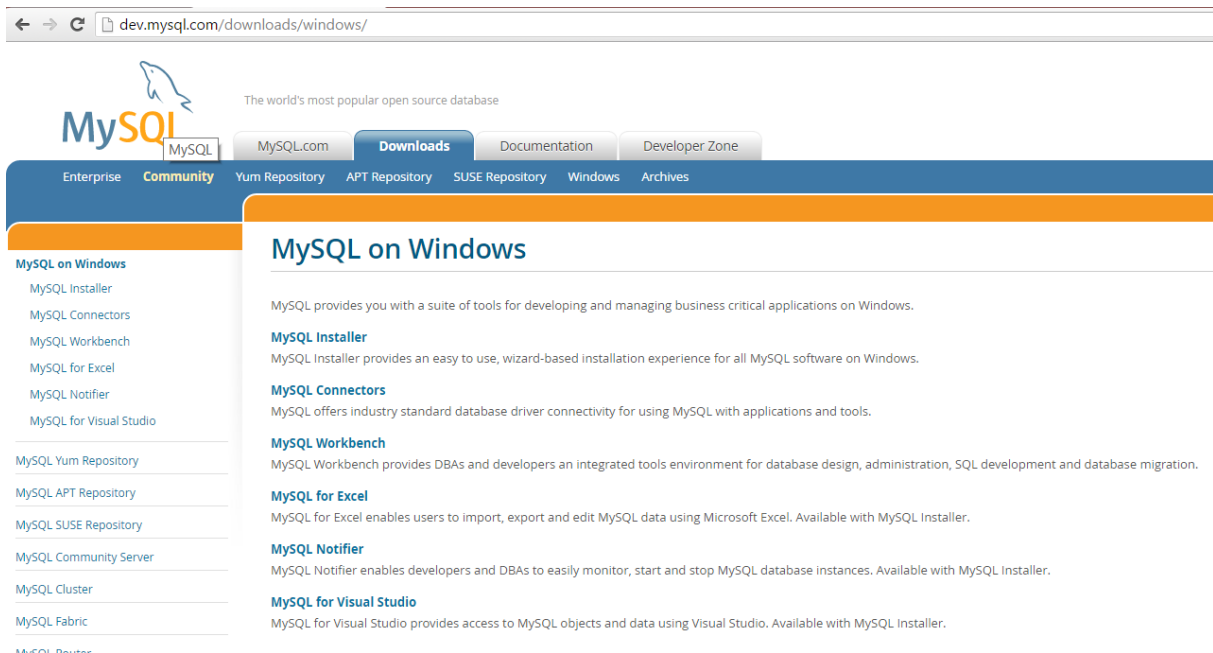 dev.mysql.com/downloads/windows/
MySQL
The world's most popular open source database
MySQL
MySQL.com Downloads Documentation Developer Zone
Enterprise Community Yum Repository APT Repository SUSE Repository Windows Archives
MySQL on Windows
MySQL Installer
MySQL Connectors
MySQL Workbench
MySQL for Excel
MySQL Notifier
MySQL for Visual Studio
MySQL Yum Repository
MySQL APT Repository
MySQL SUSE Repository
MySQL Community Server
MySQL Cluster
MySQL Fabric
MySQL Router
MySQL on Windows
MySQL provides you with a suite of tools for developing and managing business critical applications on Windows.
MySQL Installer
MySQL Installer provides an easy to use, wizard-based installation experience for all MySQL software on Windows.
MySQL Connectors
MySQL offers industry standard database driver connectivity for using MySQL with applications and tools.
MySQL Workbench
MySQL Workbench provides DBAs and developers an integrated tools environment for database design, administration, SQL development and database migration.
MySQL for Excel
MySQL for Excel enables users to import, export and edit MySQL data using Microsoft Excel. Available with MySQL Installer.
MySQL Notifier
MySQL Notifier enables developers and DBAs to easily monitor, start and stop MySQL database instances. Available with MySQL Installer.
MySQL for Visual Studio
MySQL for Visual Studio provides access to MySQL objects and data using Visual Studio. Available with MySQL Installer.